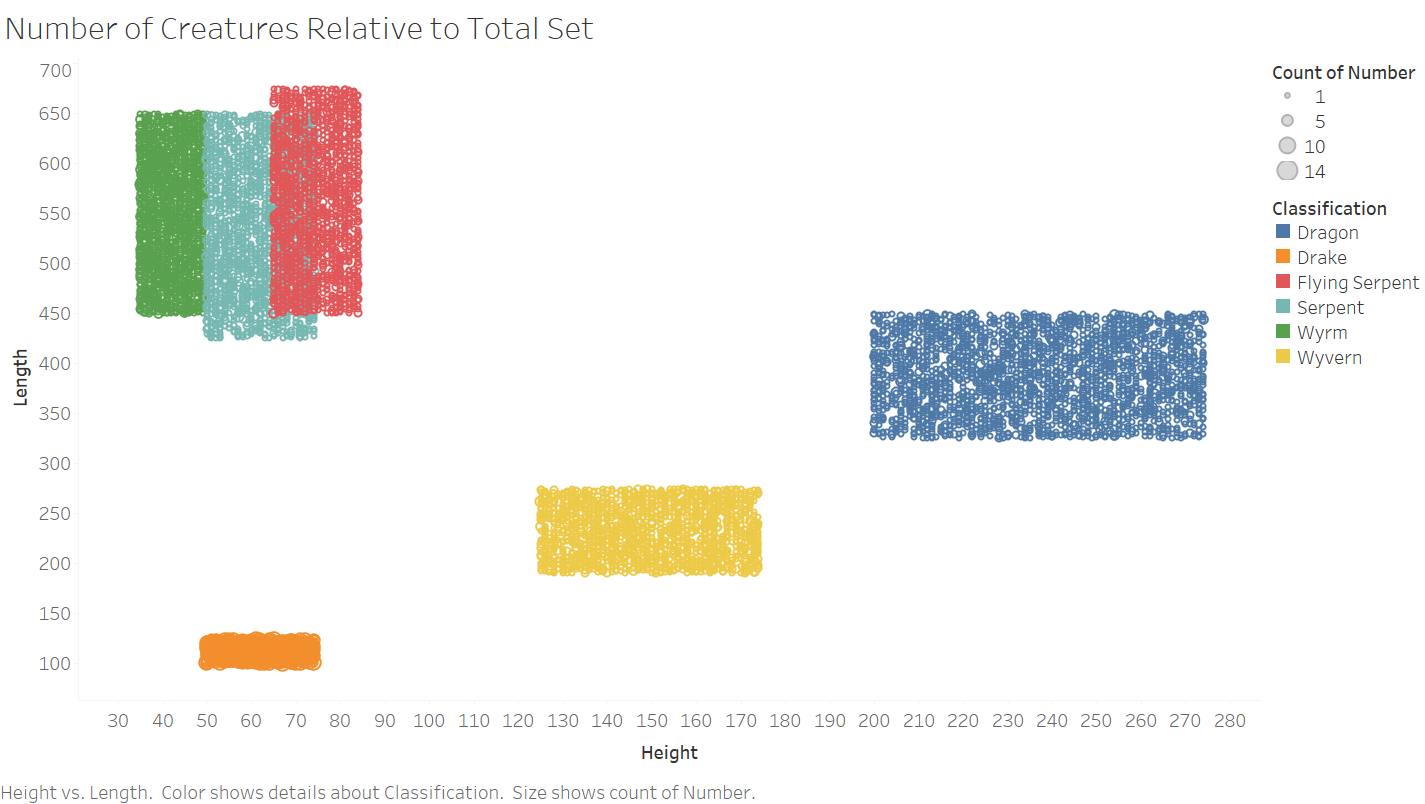 Number of Creatures Relative to Total Set
700
650
600
550
500
450
400
350
300
250
200
150
100
Length
30 40 50 60 70 80 90 100 110 120 130 140 150 160 170 180 190 200 210 220 230 240 250 260 270 280
Height
Count of Number
1
5
10
14
Classification
Dragon
Drake
Flying Serpent
Serpent
Wyrm
Wyvern
Height vs. Length. Color shows details about Classification. Size shows count of Number.